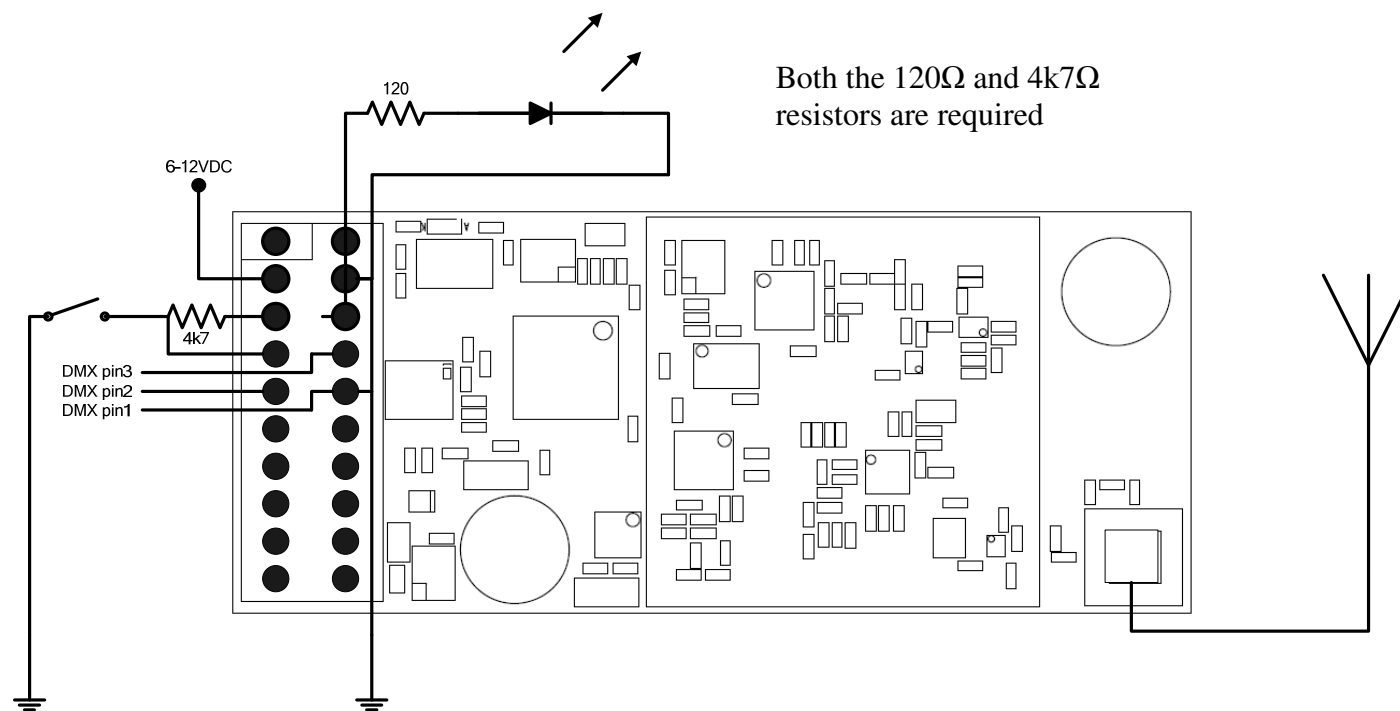 120
Both the 120Ω and 4k7Ω
resistors are required
6-12VDC
4k7
DMX pin3
DMX pin2
DMX pin1